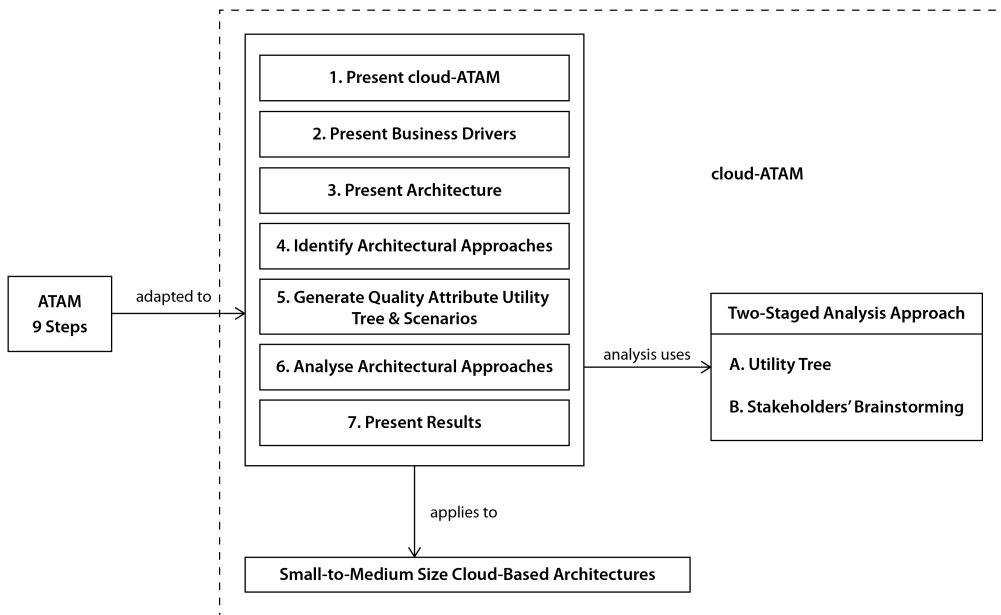 1. Present cloud-ATAM
2. Present Business Drivers
3. Present Architecture
4. Identify Architectural Approaches
5. Generate Quality Attribute Utility
Tree & Scenarios
6. Analyse Architectural Approaches
7. Present Results
cloud-ATAM
ATAM
9 Steps
adapted to
analysis uses
Two-Staged Analysis Approach
A. Utility Tree
B. Stakeholders’ Brainstorming
applies to
Small-to-Medium Size Cloud-Based Architectures